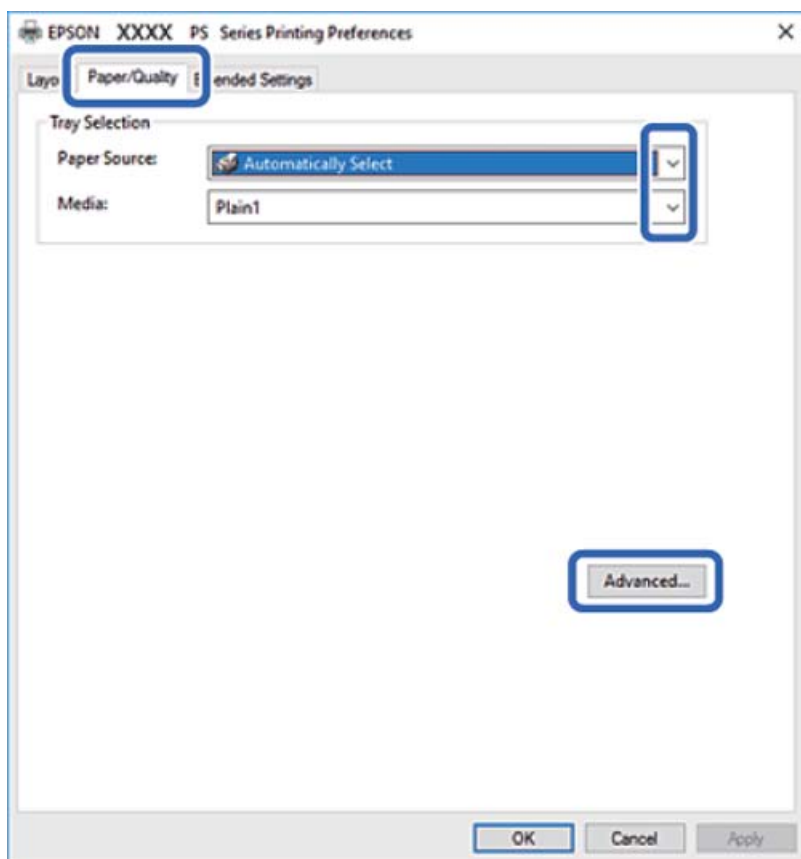 EPSON XXXX PS Series Printing Preferences
Layo Paper/Quality E ended Settings
Tray Selection
Paper Source: Automatically Select
Media: Plain1
Advanced...
OK Cancel Apply